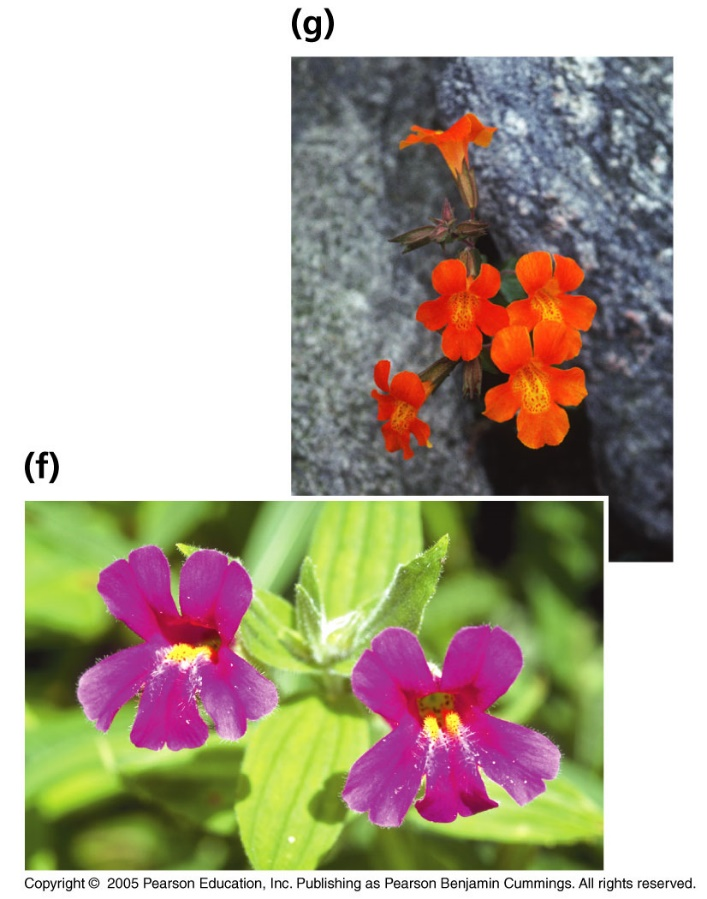 (g)
(f)
Copyright © 2005 Pearson Education, Inc. Publishing as Pearson Benjamin Cummings. All rights reserved.